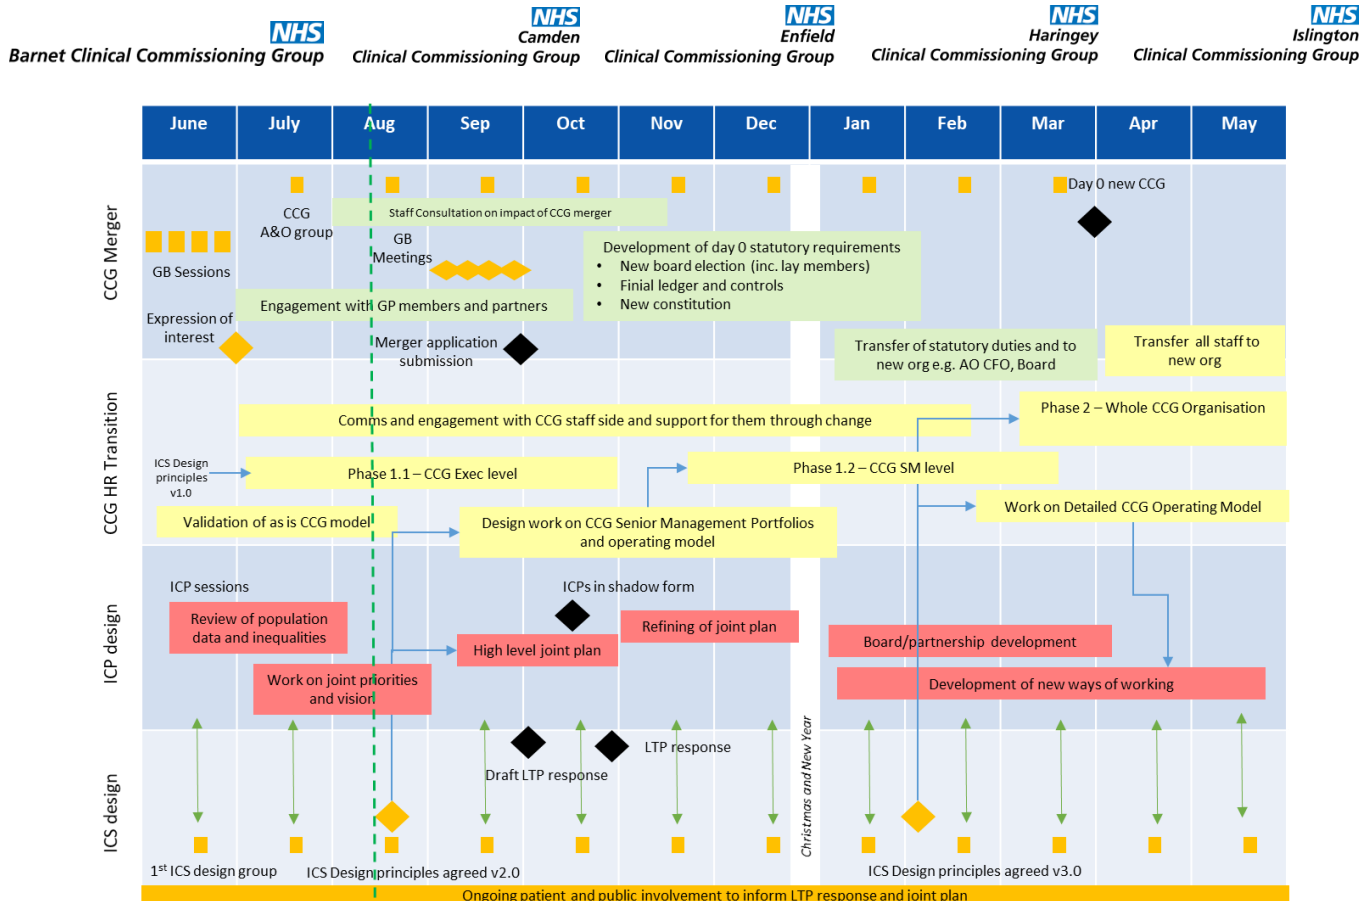 NHS
Barnet Clinical Commissioning Group
NHS
Camden
Clinical Commissioning Group
NHS
Enfield
Clinical Commissioning Group
NHS
Haringey
Clinical Commissioning Group
NHS
Islington
Clinical Commissioning Group
June
July
Aug
Sep
Oct
Nov
Dec
Jan
Feb
Mar
Apr
May
CCG Merger
GB Sessions
CCG
A&O group
Staff Consultation on impact of CCG merger
GB
Meetings
Day 0 new CCG
Development of day 0 statutory requirements
• New board election (inc. lay members)
• Finial ledger and controls
• New constitution
Engagement with GP members and partners
Expression of
interest
Merger application
submission
Transfer of statutory duties and to
new org e.g. AO CFO, Board
Transfer all staff to
new org
CCG HR Transition
Comms and engagement with CCG staff side and support for them through change
Phase 2 – Whole CCG Organisation
ICS Design
principles
v1.0
Phase 1.1 – CCG Exec level
Phase 1.2 – CCG SM level
Validation of as is CCG model
Design work on CCG Senior Management Portfolios
and operating model
Work on Detailed CCG Operating Model
ICP design
ICP sessions
Review of population
data and inequalities
ICPs in shadow form
High level joint plan
Refining of joint plan
Board/partnership development
Work on joint priorities
and vision
Development of new ways of working
ICS design
Draft LTP response
LTP response
Christmas and New Year
1st ICS design group
ICS Design principles agreed v2.0
ICS Design principles agreed v3.0
Ongoing patient and public involvement to inform LTP response and joint plan